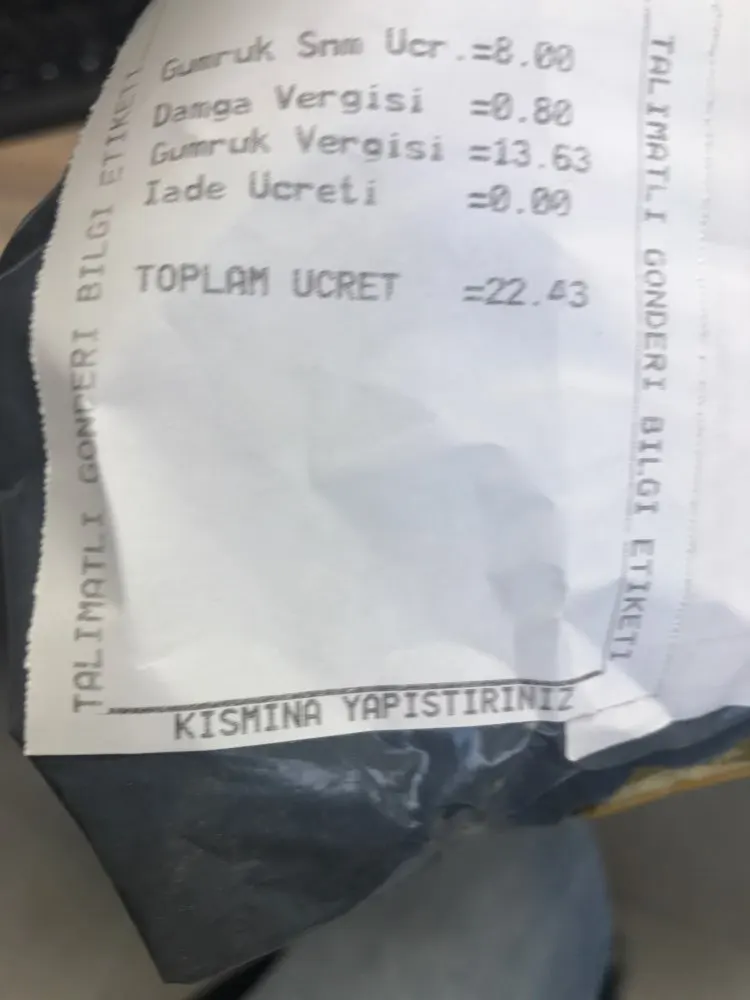 Gumruk Snm Ucr.=8.00
Damga Vergisi =0.80
Gumruk Vergisi =13.63
Iade Ucreti =0.00
TOPLAM UCRET =22.43
TALIMATLI GONDERI BILGI ETIKETI
TALIMATLI GONDERI BILGI ETIKETI
KISMINA YAPISTIRINIZ